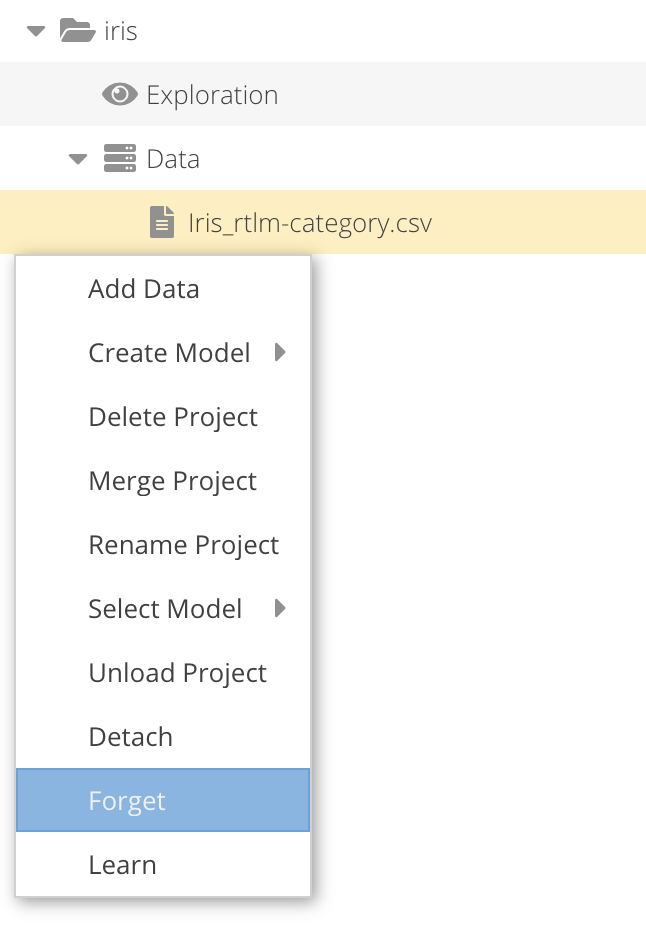 iris
Exploration
Data
Iris_rtlm-category.csv
Add Data
Create Model
Delete Project
Merge Project
Rename Project
Select Model
Unload Project
Detach
Forget
Learn